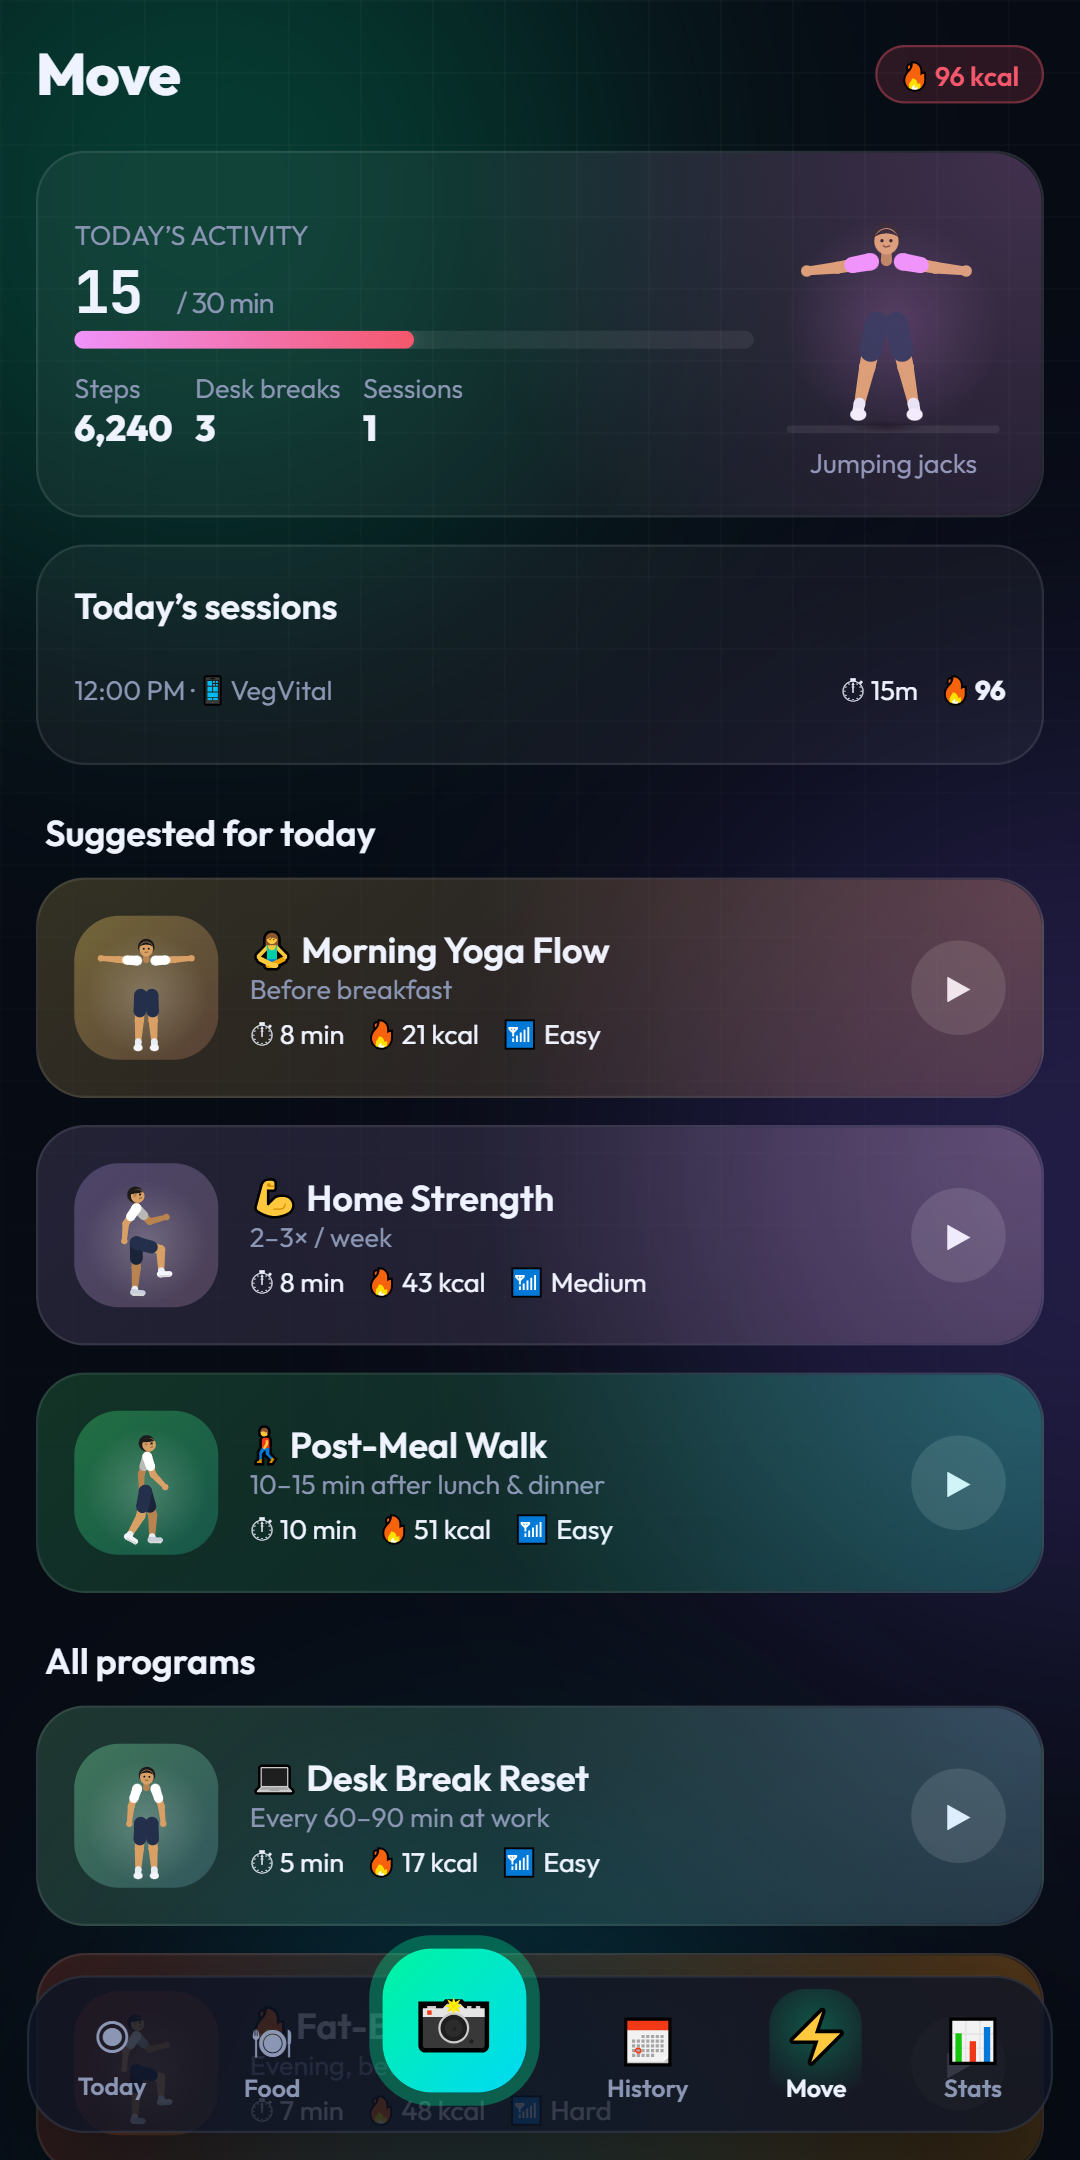 Move
🔥 96 kcal
TODAY'S ACTIVITY
15 / 30 min
Steps Desk breaks Sessions
6,240 3 1
Jumping jacks
Today's sessions
12:00 PM · 📱 VegVital ⏱ 15m 🔥 96
Suggested for today
🧘 Morning Yoga Flow
Before breakfast
⏱ 8 min 🔥 21 kcal 📶 Easy
💪 Home Strength
2–3× / week
⏱ 8 min 🔥 43 kcal 📶 Medium
🚶 Post-Meal Walk
10–15 min after lunch & dinner
⏱ 10 min 🔥 51 kcal 📶 Easy
All programs
💻 Desk Break Reset
Every 60–90 min at work
⏱ 5 min 🔥 17 kcal 📶 Easy
🔥 Fat-B
Evening, be
⏱ 7 min 🔥 48 kcal 📶 Hard
Today Food History Move Stats